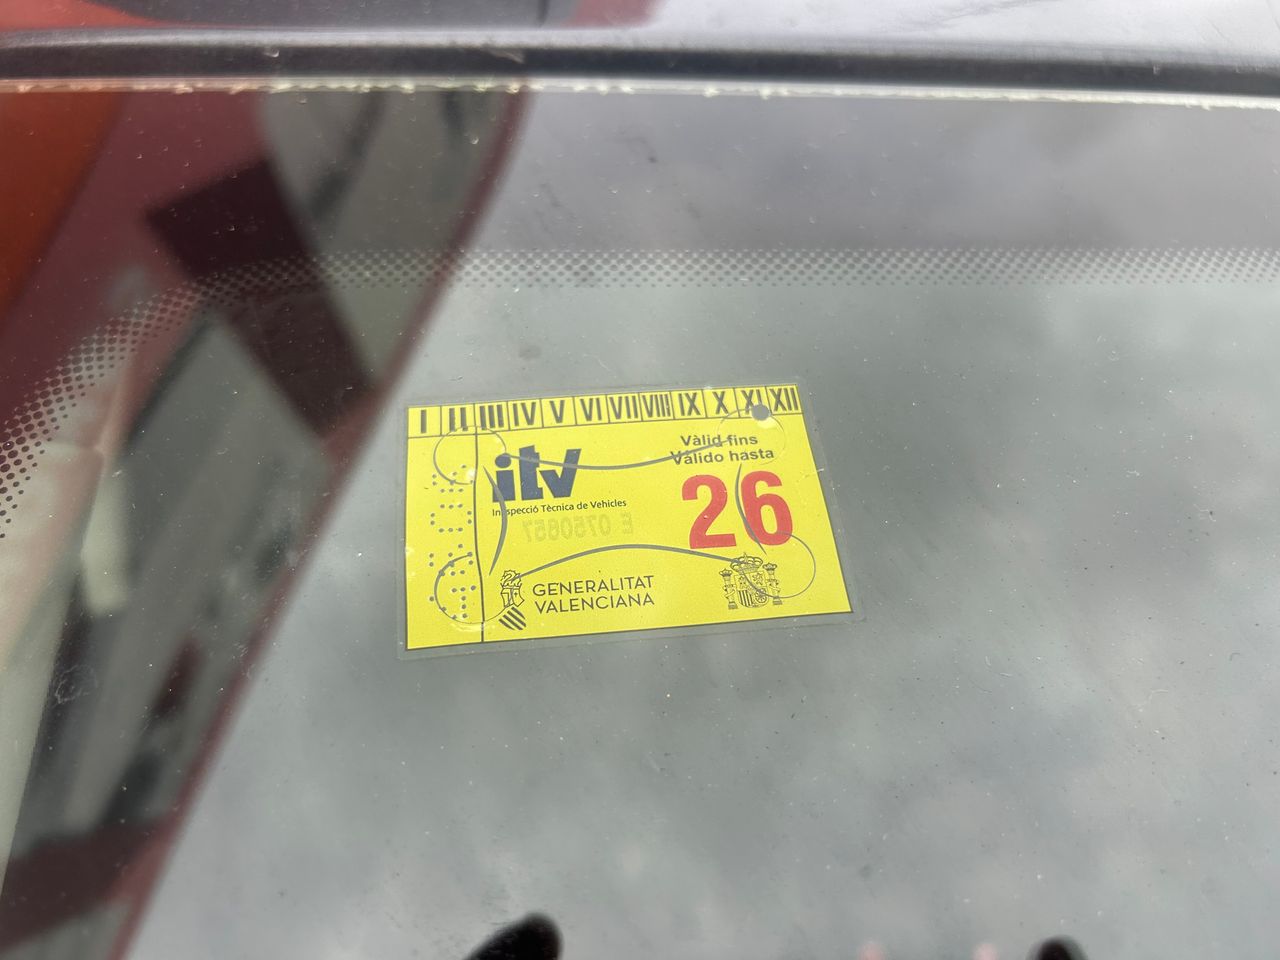 I II III IV V VI VII VIII IX X XI XII
Vàlid fins
Válido hasta
itv
Inspecció Tècnica de Vehicles
26
E 0750657
GENERALITAT
VALENCIANA